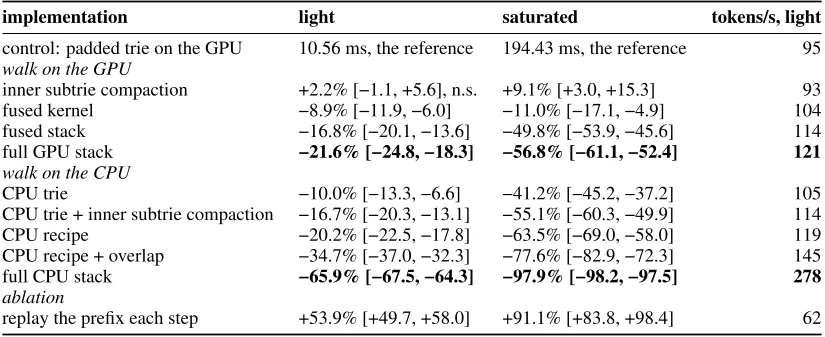 implementation light saturated tokens/s, light
control: padded trie on the GPU 10.56 ms, the reference 194.43 ms, the reference 95
walk on the GPU
inner subtrie compaction +2.2% [−1.1, +5.6], n.s. +9.1% [+3.0, +15.3] 93
fused kernel −8.9% [−11.9, −6.0] −11.0% [−17.1, −4.9] 104
fused stack −16.8% [−20.1, −13.6] −49.8% [−53.9, −45.6] 114
full GPU stack −21.6% [−24.8, −18.3] −56.8% [−61.1, −52.4] 121
walk on the CPU
CPU trie −10.0% [−13.3, −6.6] −41.2% [−45.2, −37.2] 105
CPU trie + inner subtrie compaction −16.7% [−20.3, −13.1] −55.1% [−60.3, −49.9] 114
CPU recipe −20.2% [−22.5, −17.8] −63.5% [−69.0, −58.0] 119
CPU recipe + overlap −34.7% [−37.0, −32.3] −77.6% [−82.9, −72.3] 145
full CPU stack −65.9% [−67.5, −64.3] −97.9% [−98.2, −97.5] 278
ablation
replay the prefix each step +53.9% [+49.7, +58.0] +91.1% [+83.8, +98.4] 62